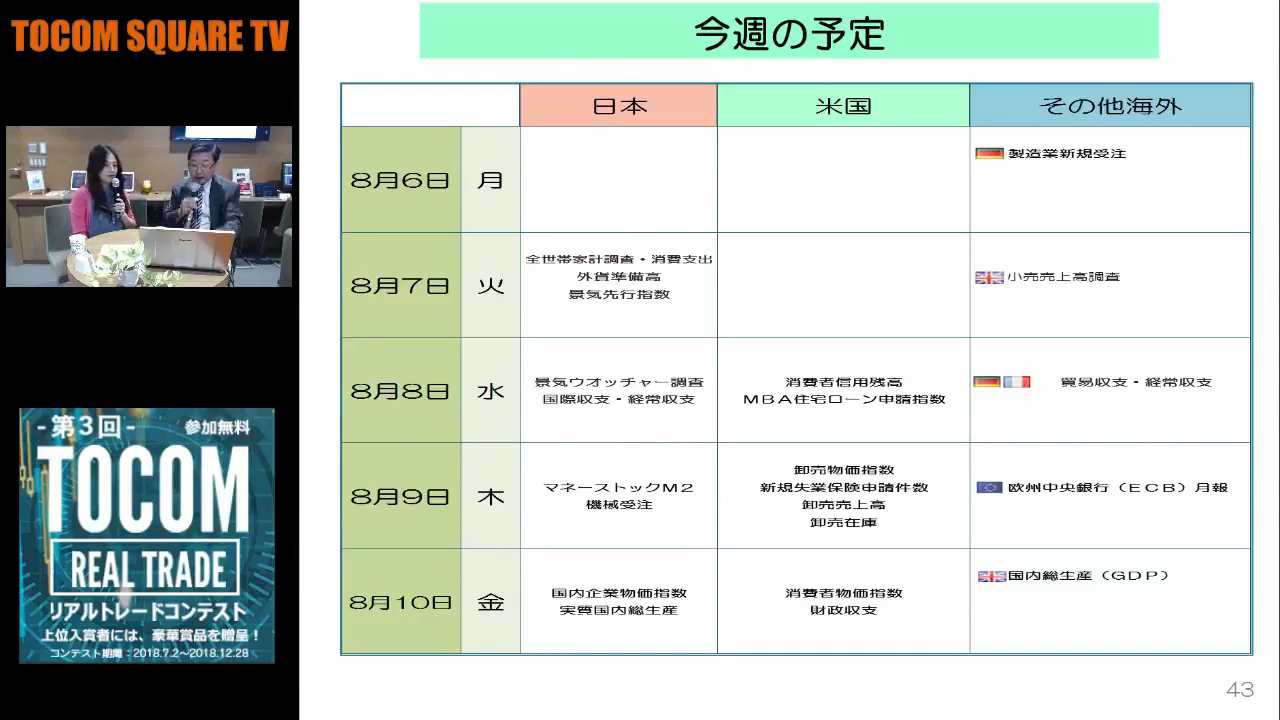 TOCOM SQUARE TV
今週の予定
日本
米国
その他海外
8月6日
月
製造業新規受注
8月7日
火
全世帯家計調査・消費支出
外貨準備高
景気先行指数
小売売上高調査
8月8日
水
景気ウオッチャー調査
国際収支・経常収支
消費者信用残高
MBA住宅ローン申請指数
貿易収支・経常収支
8月9日
木
マネーストックM2
機械受注
卸売物価指数
新規失業保険申請件数
卸売売上高
卸売在庫
欧州中央銀行（ECB）月報
8月10日
金
国内企業物価指数
実質国内総生産
消費者物価指数
財政収支
国内総生産（GDP）
-第3回-
参加無料
TOCOM
REAL TRADE
リアルトレードコンテスト
上位入賞者には、豪華賞品を贈呈！
コンテスト期間：2018.7.2～2018.12.28
43